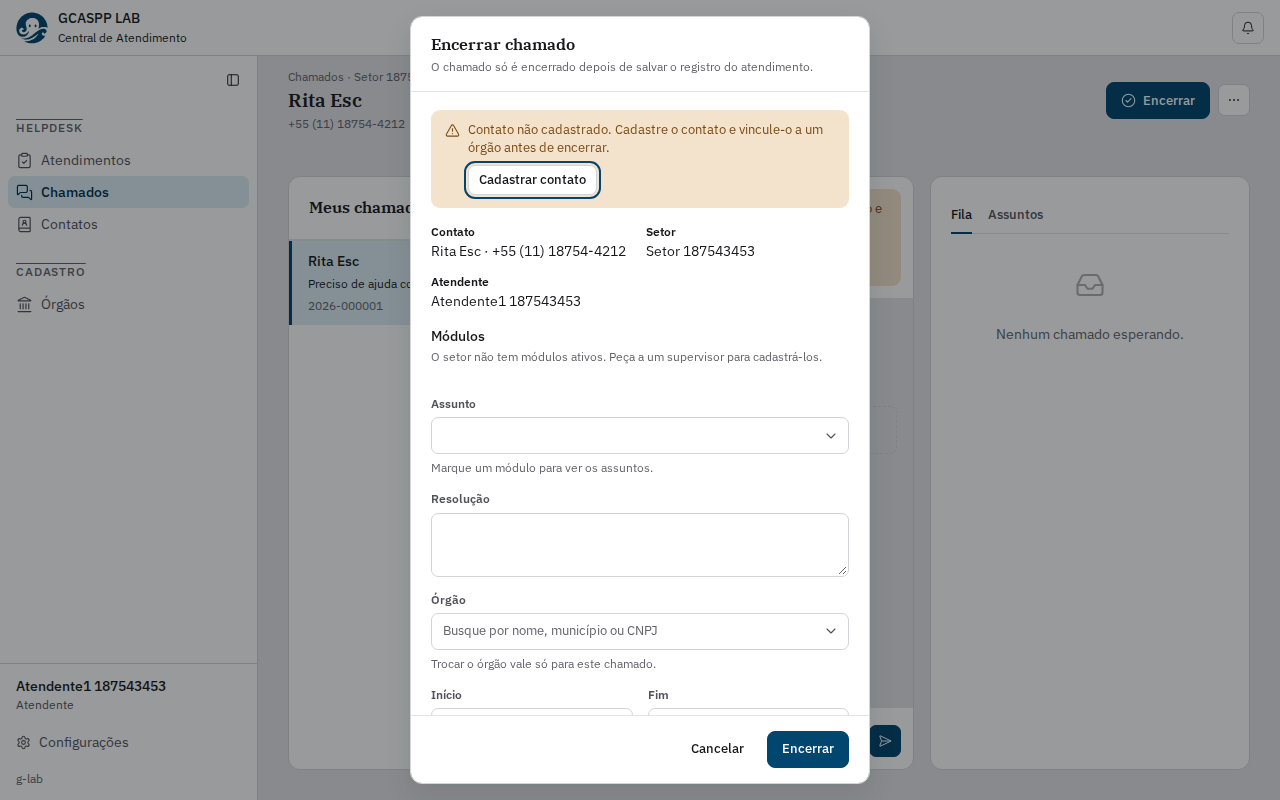 GCASPP LAB
Central de Atendimento
HELPDESK
Atendimentos
Chamados
Contatos
CADASTRO
Órgãos
Atendente1 187543453
Atendente
Configurações
g-lab
Chamados · Setor 1875
Rita Esc
+55 (11) 18754-4212
Encerrar
Meus chamad
Rita Esc
Preciso de ajuda co
2026-000001
Encerrar chamado
O chamado só é encerrado depois de salvar o registro do atendimento.
Contato não cadastrado. Cadastre o contato e vincule-o a um
órgão antes de encerrar.
Cadastrar contato
Contato
Rita Esc · +55 (11) 18754-4212
Setor
Setor 187543453
Atendente
Atendente1 187543453
Módulos
O setor não tem módulos ativos. Peça a um supervisor para cadastrá-los.
Assunto
Marque um módulo para ver os assuntos.
Resolução
Órgão
Busque por nome, município ou CNPJ
Trocar o órgão vale só para este chamado.
Início
Fim
Cancelar
Encerrar
Fila
Assuntos
Nenhum chamado esperando.